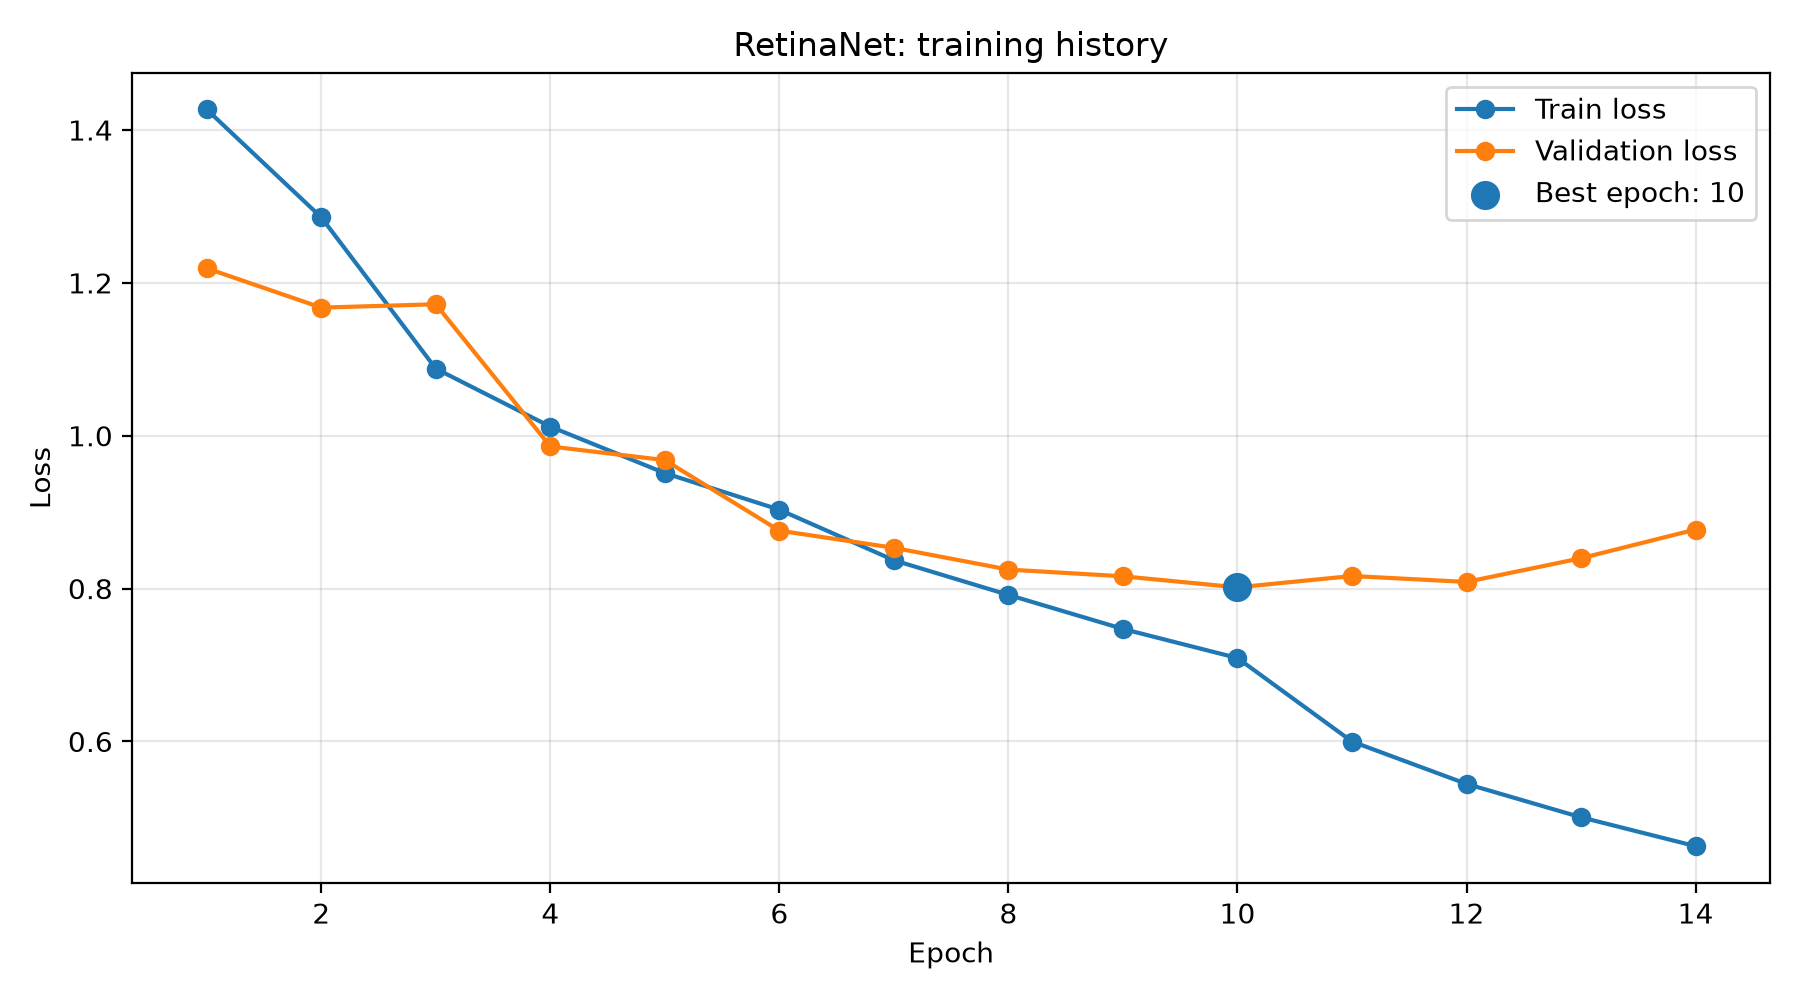 RetinaNet: training history
Train loss
Validation loss
Best epoch: 10
1.4
1.2
1.0
0.8
0.6
Loss
2 4 6 8 10 12 14
Epoch